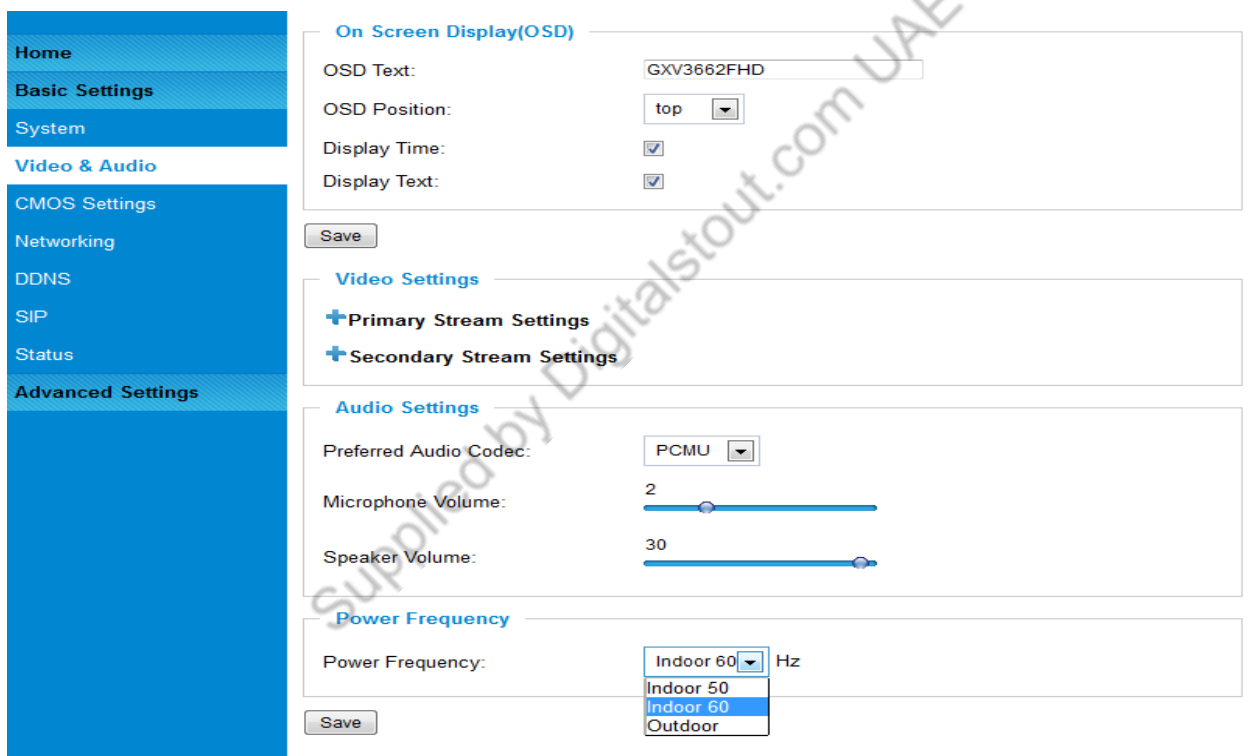 Home
Basic Settings
System
Video & Audio
CMOS Settings
Networking
DDNS
SIP
Status
Advanced Settings
On Screen Display(OSD)
OSD Text: GXV3662FHD
OSD Position: top
Display Time:
Display Text:
Save
Video Settings
Primary Stream Settings
Secondary Stream Settings
Audio Settings
Preferred Audio Codec: PCMU
Microphone Volume: 2
Speaker Volume: 30
Power Frequency
Power Frequency: Indoor 60 Hz
Indoor 50
Indoor 60
Outdoor
Save
Supplied by Digitalstout.com UAE